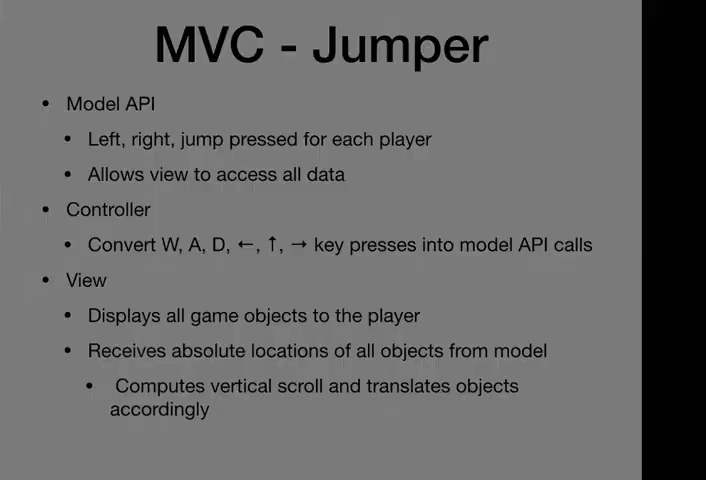 MVC - Jumper
• Model API
• Left, right, jump pressed for each player
• Allows view to access all data
• Controller
• Convert W, A, D, ←, ↑, → key presses into model API calls
• View
• Displays all game objects to the player
• Receives absolute locations of all objects from model
• Computes vertical scroll and translates objects
accordingly